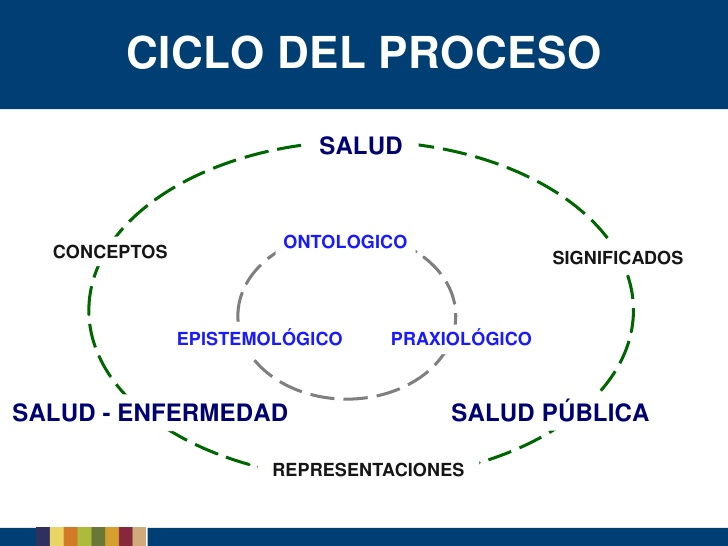 CICLO DEL PROCESO
SALUD
ONTOLOGICO
CONCEPTOS
SIGNIFICADOS
EPISTEMOLÓGICO
PRAXIOLÓGICO
SALUD - ENFERMEDAD
SALUD PÚBLICA
REPRESENTACIONES